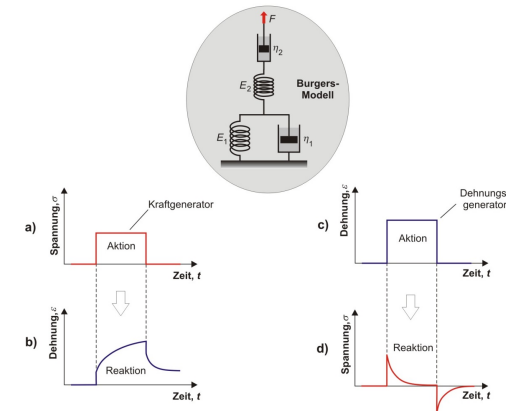 F
η2
E2
Burgers-
Modell
E1
η1
a)
Spannung, σ
Kraftgenerator
Aktion
Zeit, t
b)
Dehnung, ε
Reaktion
Zeit, t
c)
Dehnung, ε
Dehnungs
generator
Aktion
Zeit, t
d)
Spannung, σ
Reaktion
Zeit, t